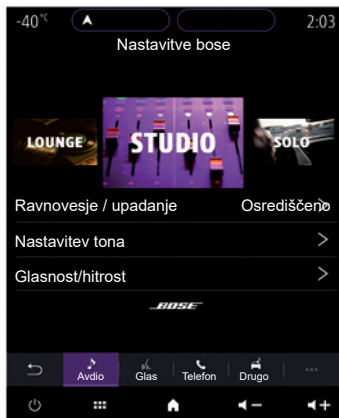 -40°C 2:03
Nastavitve bose
LOUNGE STUDIO SOLO
Ravnovesje / upadanje Osrediščeno
Nastavitev tona
Glasnost/hitrost
BOSE
Avdio Glas Telefon Drugo